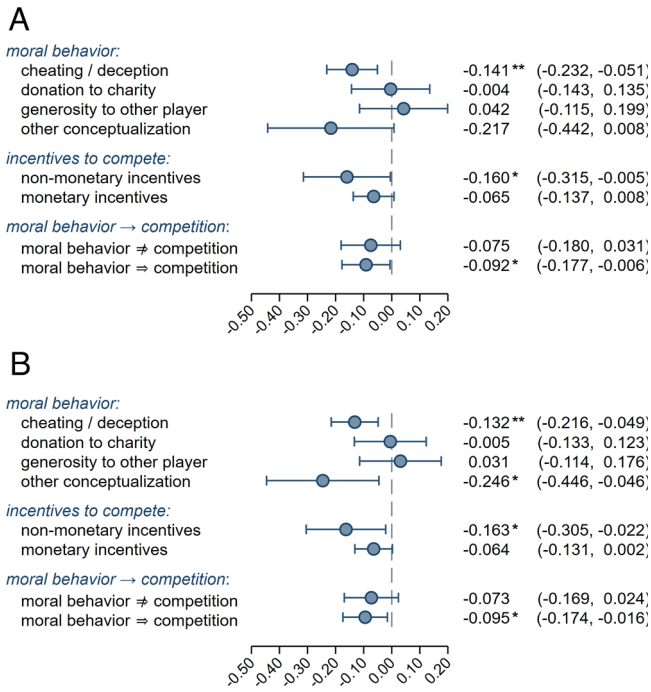 A
moral behavior:
cheating / deception -0.141** (-0.232, -0.051)
donation to charity -0.004 (-0.143, 0.135)
generosity to other player 0.042 (-0.115, 0.199)
other conceptualization -0.217 (-0.442, 0.008)
incentives to compete:
non-monetary incentives -0.160* (-0.315, -0.005)
monetary incentives -0.065 (-0.137, 0.008)
moral behavior → competition:
moral behavior ⇏ competition -0.075 (-0.180, 0.031)
moral behavior ⇒ competition -0.092* (-0.177, -0.006)
-0.50 -0.40 -0.30 -0.20 -0.10 0.00 0.10 0.20
B
moral behavior:
cheating / deception -0.132** (-0.216, -0.049)
donation to charity -0.005 (-0.133, 0.123)
generosity to other player 0.031 (-0.114, 0.176)
other conceptualization -0.246* (-0.446, -0.046)
incentives to compete:
non-monetary incentives -0.163* (-0.305, -0.022)
monetary incentives -0.064 (-0.131, 0.002)
moral behavior → competition:
moral behavior ⇏ competition -0.073 (-0.169, 0.024)
moral behavior ⇒ competition -0.095* (-0.174, -0.016)
-0.50 -0.40 -0.30 -0.20 -0.10 0.00 0.10 0.20